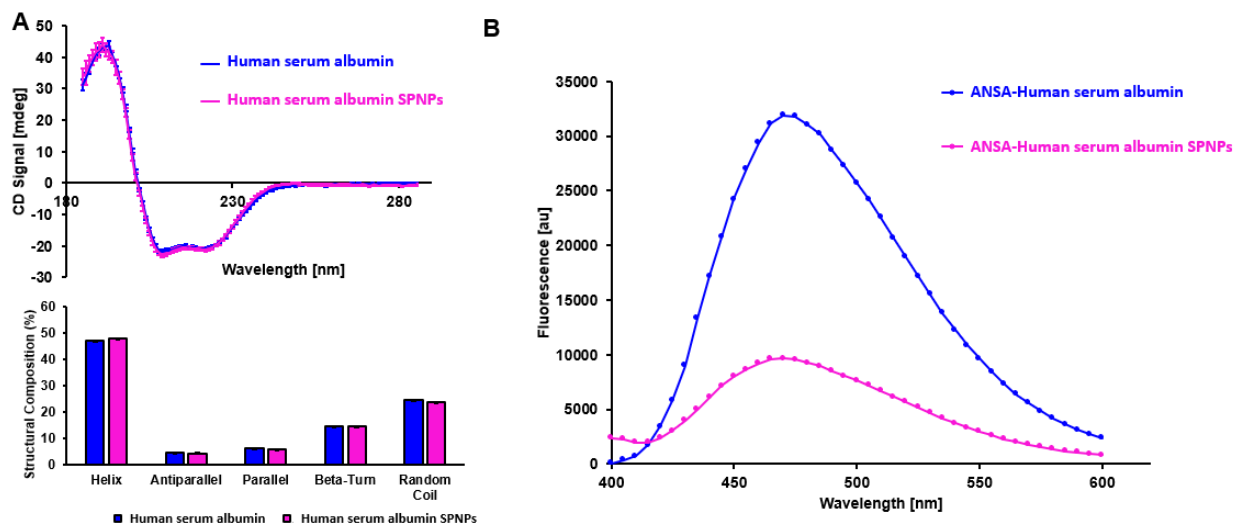 A
50
40
30
20
10
0
-10
-20
-30
180
230
280
CD Signal [mdeg]
Wavelength [nm]
Human serum albumin
Human serum albumin SPNPs
60
50
40
30
20
10
0
Structural Composition (%)
Helix
Antiparallel
Parallel
Beta-Turn
Random
Coil
Human serum albumin
Human serum albumin SPNPs
B
35000
30000
25000
20000
15000
10000
5000
0
Fluorescence [au]
400
450
500
550
600
Wavelength [nm]
ANSA-Human serum albumin
ANSA-Human serum albumin SPNPs